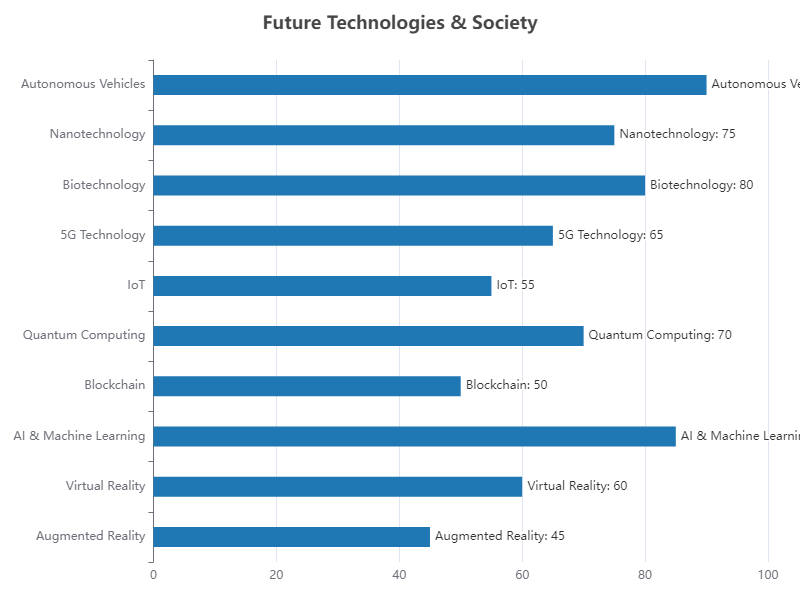 Future Technologies & Society
Autonomous Vehicles
Autonomous
Nanotechnology
Nanotechnology: 75
Biotechnology
Biotechnology: 80
5G Technology
5G Technology: 65
IoT
IoT: 55
Quantum Computing
Quantum Computing: 70
Blockchain
Blockchain: 50
AI & Machine Learning
AI & Machine
Virtual Reality
Virtual Reality: 60
Augmented Reality
Augmented Reality: 45
0 20 40 60 80 100